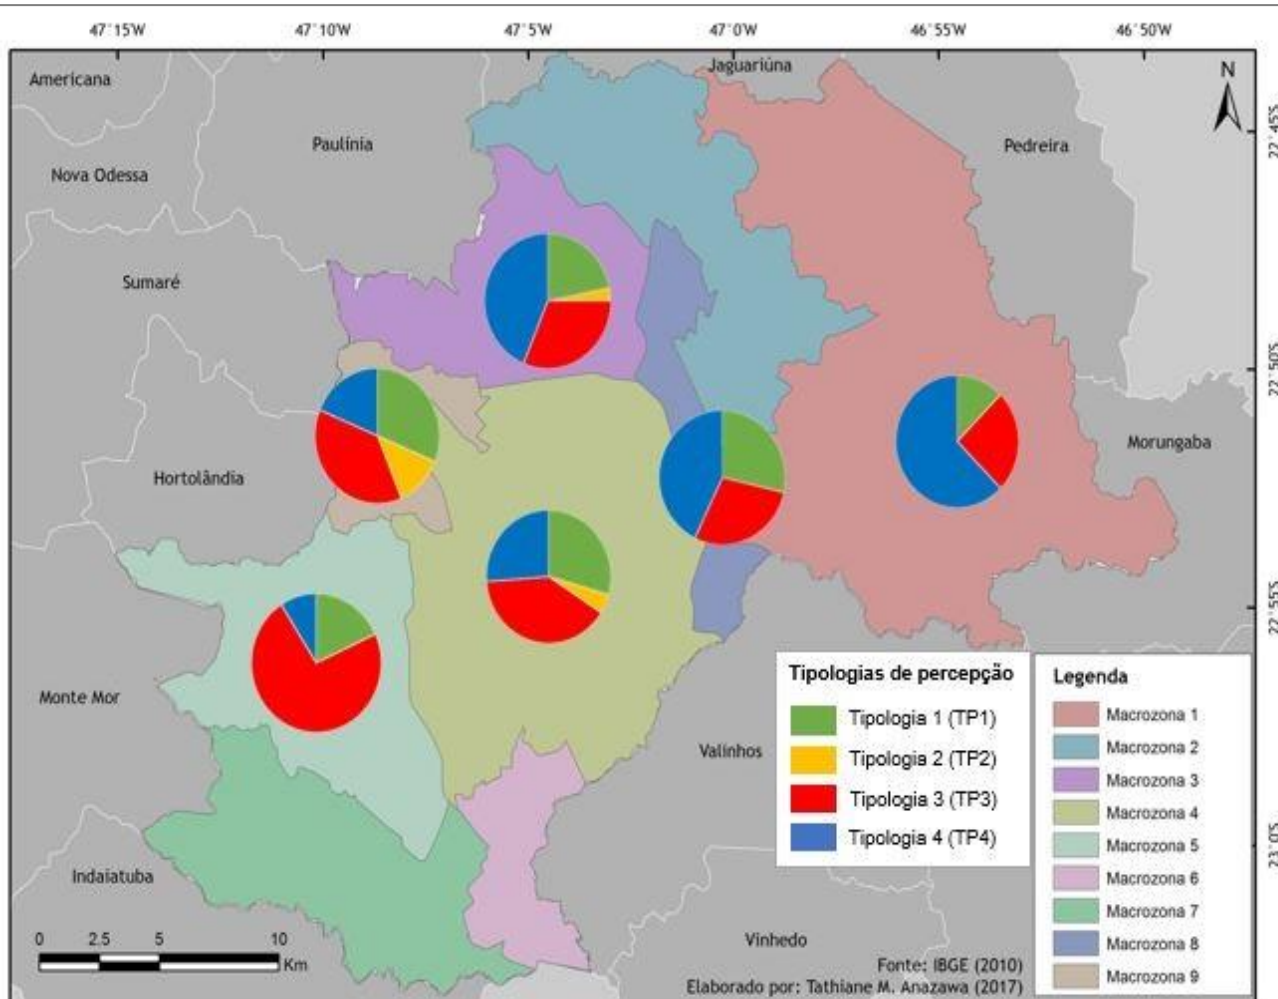 47°15'W 47°10'W 47°5'W 47°0'W 46°55'W 46°50'W
Americana
Jaguariúna
N
22°45'S
Paulínia
Pedreira
Nova Odessa
Sumaré
22°50'S
Morungaba
Hortolândia
22°55'S
Tipologias de percepção
Tipologia 1 (TP1)
Tipologia 2 (TP2)
Tipologia 3 (TP3)
Tipologia 4 (TP4)
Legenda
Macrozona 1
Macrozona 2
Macrozona 3
Macrozona 4
Macrozona 5
Macrozona 6
Macrozona 7
Macrozona 8
Macrozona 9
Monte Mor
Valinhos
23°0'S
Indaiatuba
Vinhedo
0 2.5 5 10
Km
Fonte: IBGE (2010)
Elaborado por: Tathiane M. Anazawa (2017)